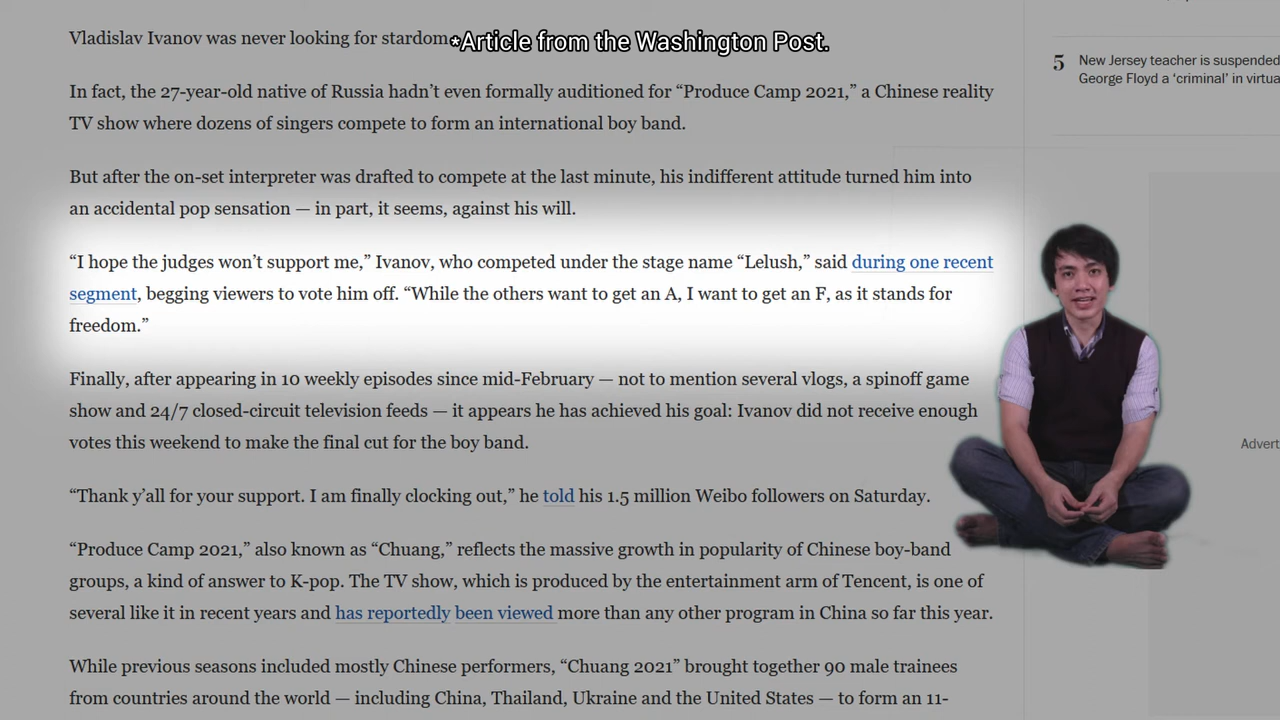 Vladislav Ivanov was never looking for stardom
*Article from the Washington Post.
In fact, the 27-year-old native of Russia hadn’t even formally auditioned for “Produce Camp 2021,” a Chinese reality
TV show where dozens of singers compete to form an international boy band.
But after the on-set interpreter was drafted to compete at the last minute, his indifferent attitude turned him into
an accidental pop sensation — in part, it seems, against his will.
“I hope the judges won’t support me,” Ivanov, who competed under the stage name “Lelush,” said during one recent
segment, begging viewers to vote him off. “While the others want to get an A, I want to get an F, as it stands for
freedom.”
Finally, after appearing in 10 weekly episodes since mid-February — not to mention several vlogs, a spinoff game
show and 24/7 closed-circuit television feeds — it appears he has achieved his goal: Ivanov did not receive enough
votes this weekend to make the final cut for the boy band.
“Thank y’all for your support. I am finally clocking out,” he told his 1.5 million Weibo followers on Saturday.
“Produce Camp 2021,” also known as “Chuang,” reflects the massive growth in popularity of Chinese boy-band
groups, a kind of answer to K-pop. The TV show, which is produced by the entertainment arm of Tencent, is one of
several like it in recent years and has reportedly been viewed more than any other program in China so far this year.
While previous seasons included mostly Chinese performers, “Chuang 2021” brought together 90 male trainees
from countries around the world — including China, Thailand, Ukraine and the United States — to form an 11-
5 New Jersey teacher is suspended
George Floyd a ‘criminal’ in virtua
Advert